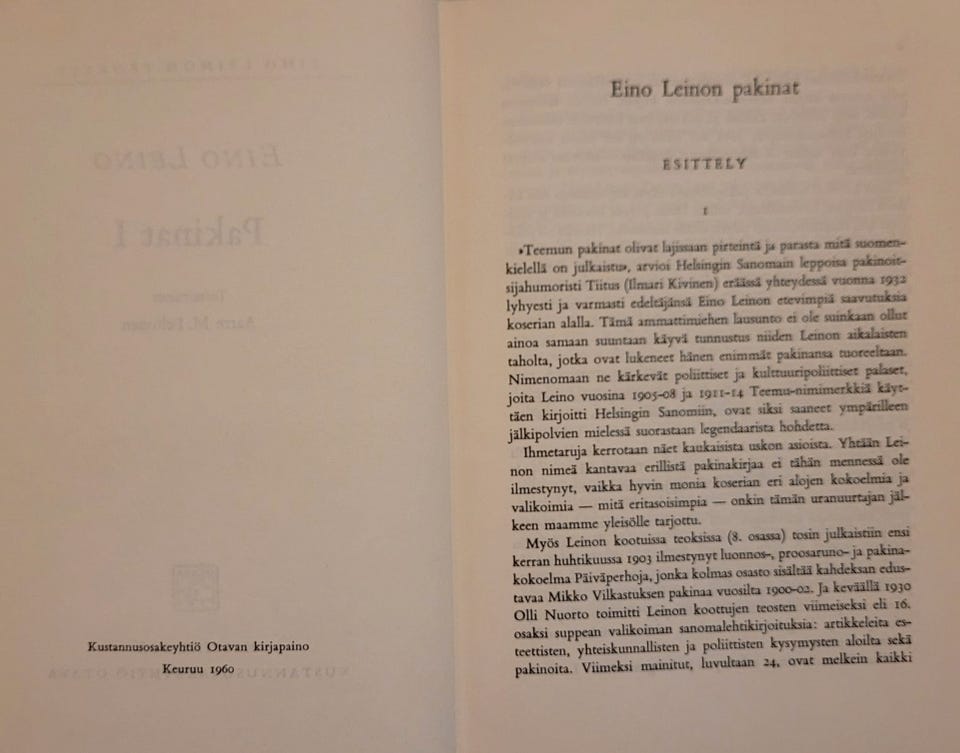 Kustannusosakeyhtiö Otavan kirjapaino
Keuruu 1960
Eino Leinon pakinat
ESITTELY
I
»Teemun pakinat olivat lajissaan pirteintä ja parasta mitä suomen-
kielellä on julkaistu», arvioi Helsingin Sanomain leppoisa pakinoit-
sijahumoristi Tiitus (Ilmari Kivinen) eräässä yhteydessä vuonna 1932
lyhyesti ja varmasti edeltäjänsä Eino Leinon etevimpiä saavutuksia
koserian alalla. Tämä ammattimiehen lausunto ei ole suinkaan ollut
ainoa samaan suuntaan käyvä tunnustus niiden Leinon aikalaisten
taholta, jotka ovat lukeneet hänen enimmät pakinansa tuoreeltaan.
Nimenomaan ne kärkevät poliittiset ja kulttuuripoliittiset palaset,
joita Leino vuosina 1905-08 ja 1911-14 Teemu-nimimerkkiä käyt-
täen kirjoitti Helsingin Sanomiin, ovat siksi saaneet ympärilleen
jälkipolvien mielessä suorastaan legendaarista hohdetta.
Ihmetaruja kerrotaan näet kaukaisista uskon asioista. Yhtään Lei-
non nimeä kantavaa erillistä pakinakirjaa ei tähän mennessä ole
ilmestynyt, vaikka hyvin monia koserian eri alojen kokoelmia ja
valikoimia — mitä eritasoisimpia — onkin tämän uranuurtajan jäl-
keen maamme yleisölle tarjottu.
Myös Leinon kootuissa teoksissa (8. osassa) tosin julkaistiin ensi
kerran huhtikuussa 1903 ilmestynyt luonnos-, proosaruno- ja pakina-
kokoelma Päiväperhoja, jonka kolmas osasto sisältää kahdeksan edus-
tavaa Mikko Vilkastuksen pakinaa vuosilta 1900-02. Ja keväällä 1930
Olli Nuorto toimitti Leinon koottujen teosten viimeiseksi eli 16.
osaksi suppean valikoiman sanomalehtikirjoituksia: artikkeleita es-
teettisten, yhteiskunnallisten ja poliittisten kysymysten aloilta sekä
pakinoita. Viimeksi mainitut, luvultaan 24, ovat melkein kaikki